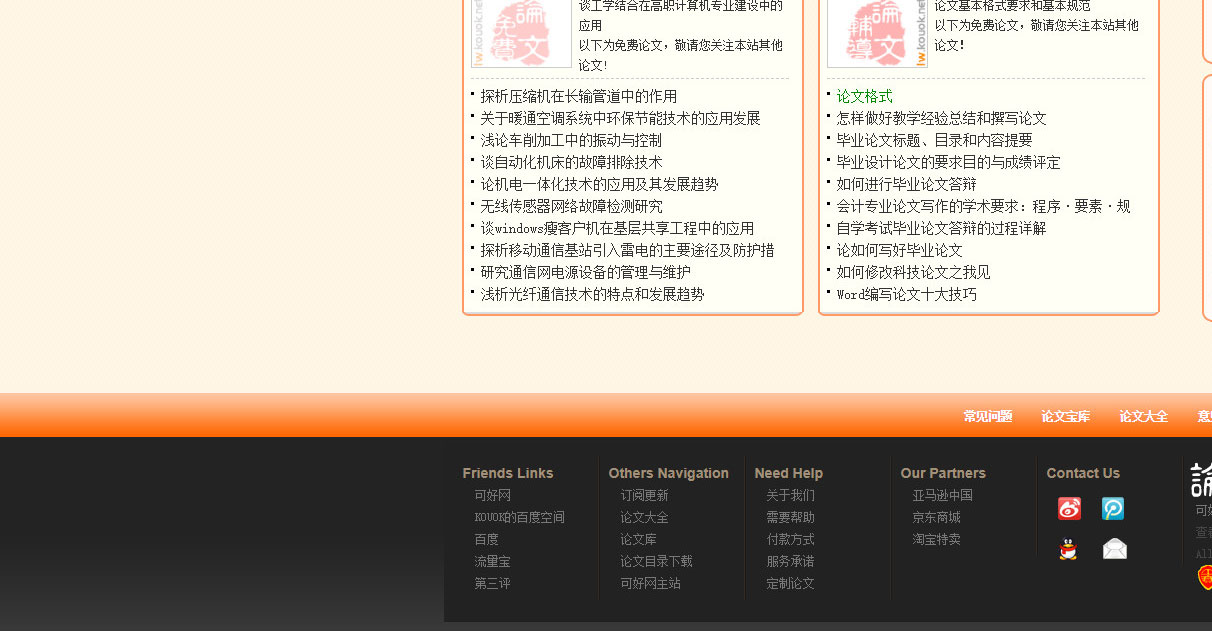 谈工学结合在高职计算机专业建设中的
应用
以下为免费论文，敬请您关注本站其他
论文!
論文
免費
lw.kouok.net
探析压缩机在长输管道中的作用
关于暖通空调系统中环保节能技术的应用发展
浅论车削加工中的振动与控制
谈自动化机床的故障排除技术
论机电一体化技术的应用及其发展趋势
无线传感器网络故障检测研究
谈windows瘦客户机在基层共享工程中的应用
探析移动通信基站引入雷电的主要途径及防护措
研究通信网电源设备的管理与维护
浅析光纤通信技术的特点和发展趋势
论文基本格式要求和基本规范
以下为免费论文，敬请您关注本站其他
论文!
論文
輔導
lw.kouok.net
论文格式
怎样做好教学经验总结和撰写论文
毕业论文标题、目录和内容提要
毕业设计论文的要求目的与成绩评定
如何进行毕业论文答辩
会计专业论文写作的学术要求：程序·要素·规
自学考试毕业论文答辩的过程详解
论如何写好毕业论文
如何修改科技论文之我见
Word编写论文十大技巧
常见问题 论文宝库 论文大全 意
Friends Links
可好网
KOUOK的百度空间
百度
流量宝
第三评
Others Navigation
订阅更新
论文大全
论文库
论文目录下载
可好网主站
Need Help
关于我们
需要帮助
付款方式
服务承诺
定制论文
Our Partners
亚马逊中国
京东商城
淘宝特卖
Contact Us
論
可好
查看
All